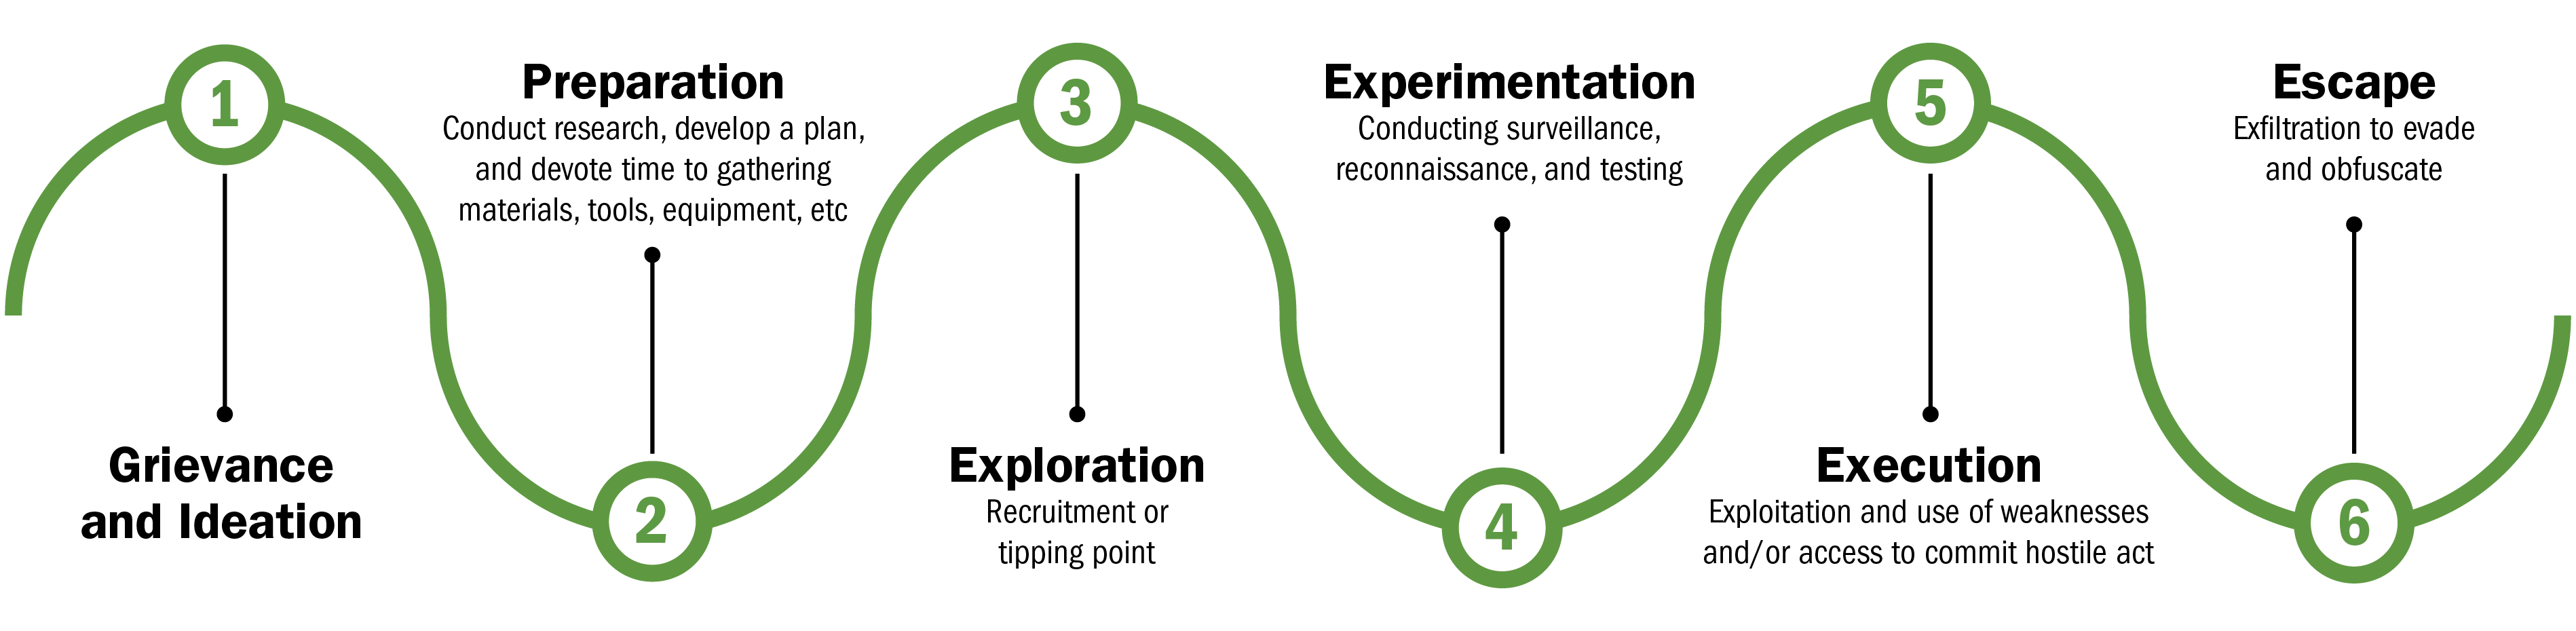 1
Grievance
and Ideation
Preparation
Conduct research, develop a plan,
and devote time to gathering
materials, tools, equipment, etc
2
3
Exploration
Recruitment or
tipping point
Experimentation
Conducting surveillance,
reconnaissance, and testing
4
5
Execution
Exploitation and use of weaknesses
and/or access to commit hostile act
Escape
Exfiltration to evade
and obfuscate
6